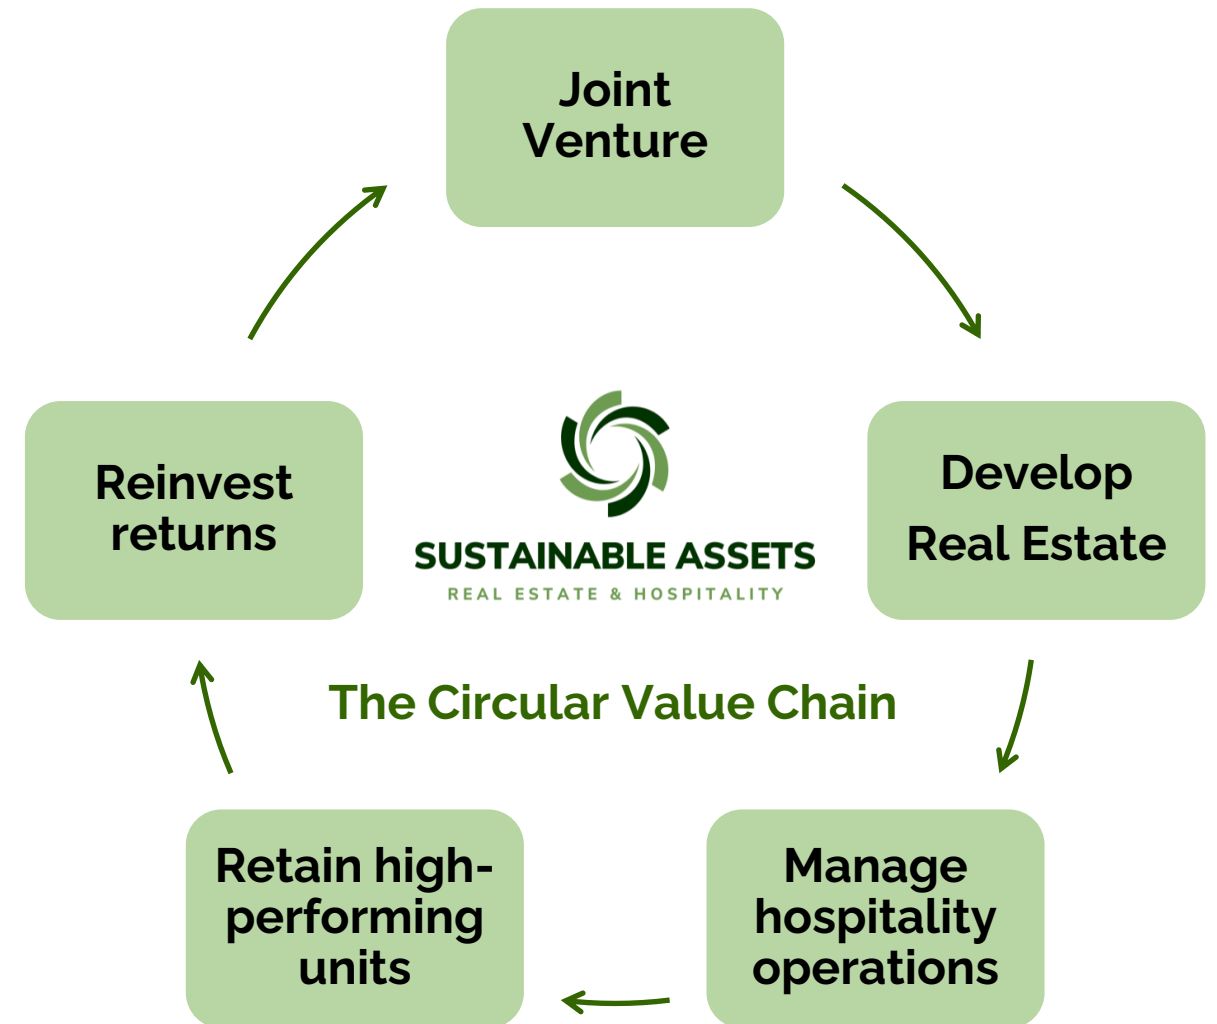 Joint
Venture
Develop
Real Estate
Manage
hospitality
operations
Retain high-
performing
units
Reinvest
returns
SUSTAINABLE ASSETS
REAL ESTATE & HOSPITALITY
The Circular Value Chain